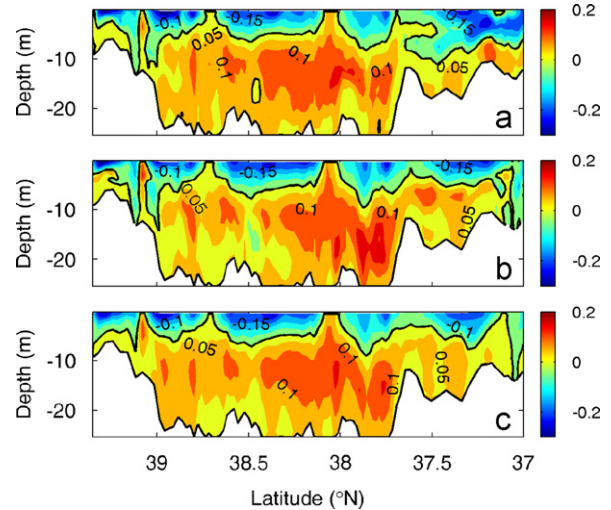 -0.1 -0.15 0.05 0.1 0.1 0.1 0.05 -0.15
Depth (m) -10 -20 a 0.2 0 -0.2
-0.1 -0.15 0.05 0.1 0.1 0.05 -0.1
Depth (m) -10 -20 b 0.2 0 -0.2
-0.1 -0.15 0.05 0.1 0.1 0.1 0.05 -0.1
Depth (m) -10 -20 c 0.2 0 -0.2
39 38.5 38 37.5 37
Latitude (°N)